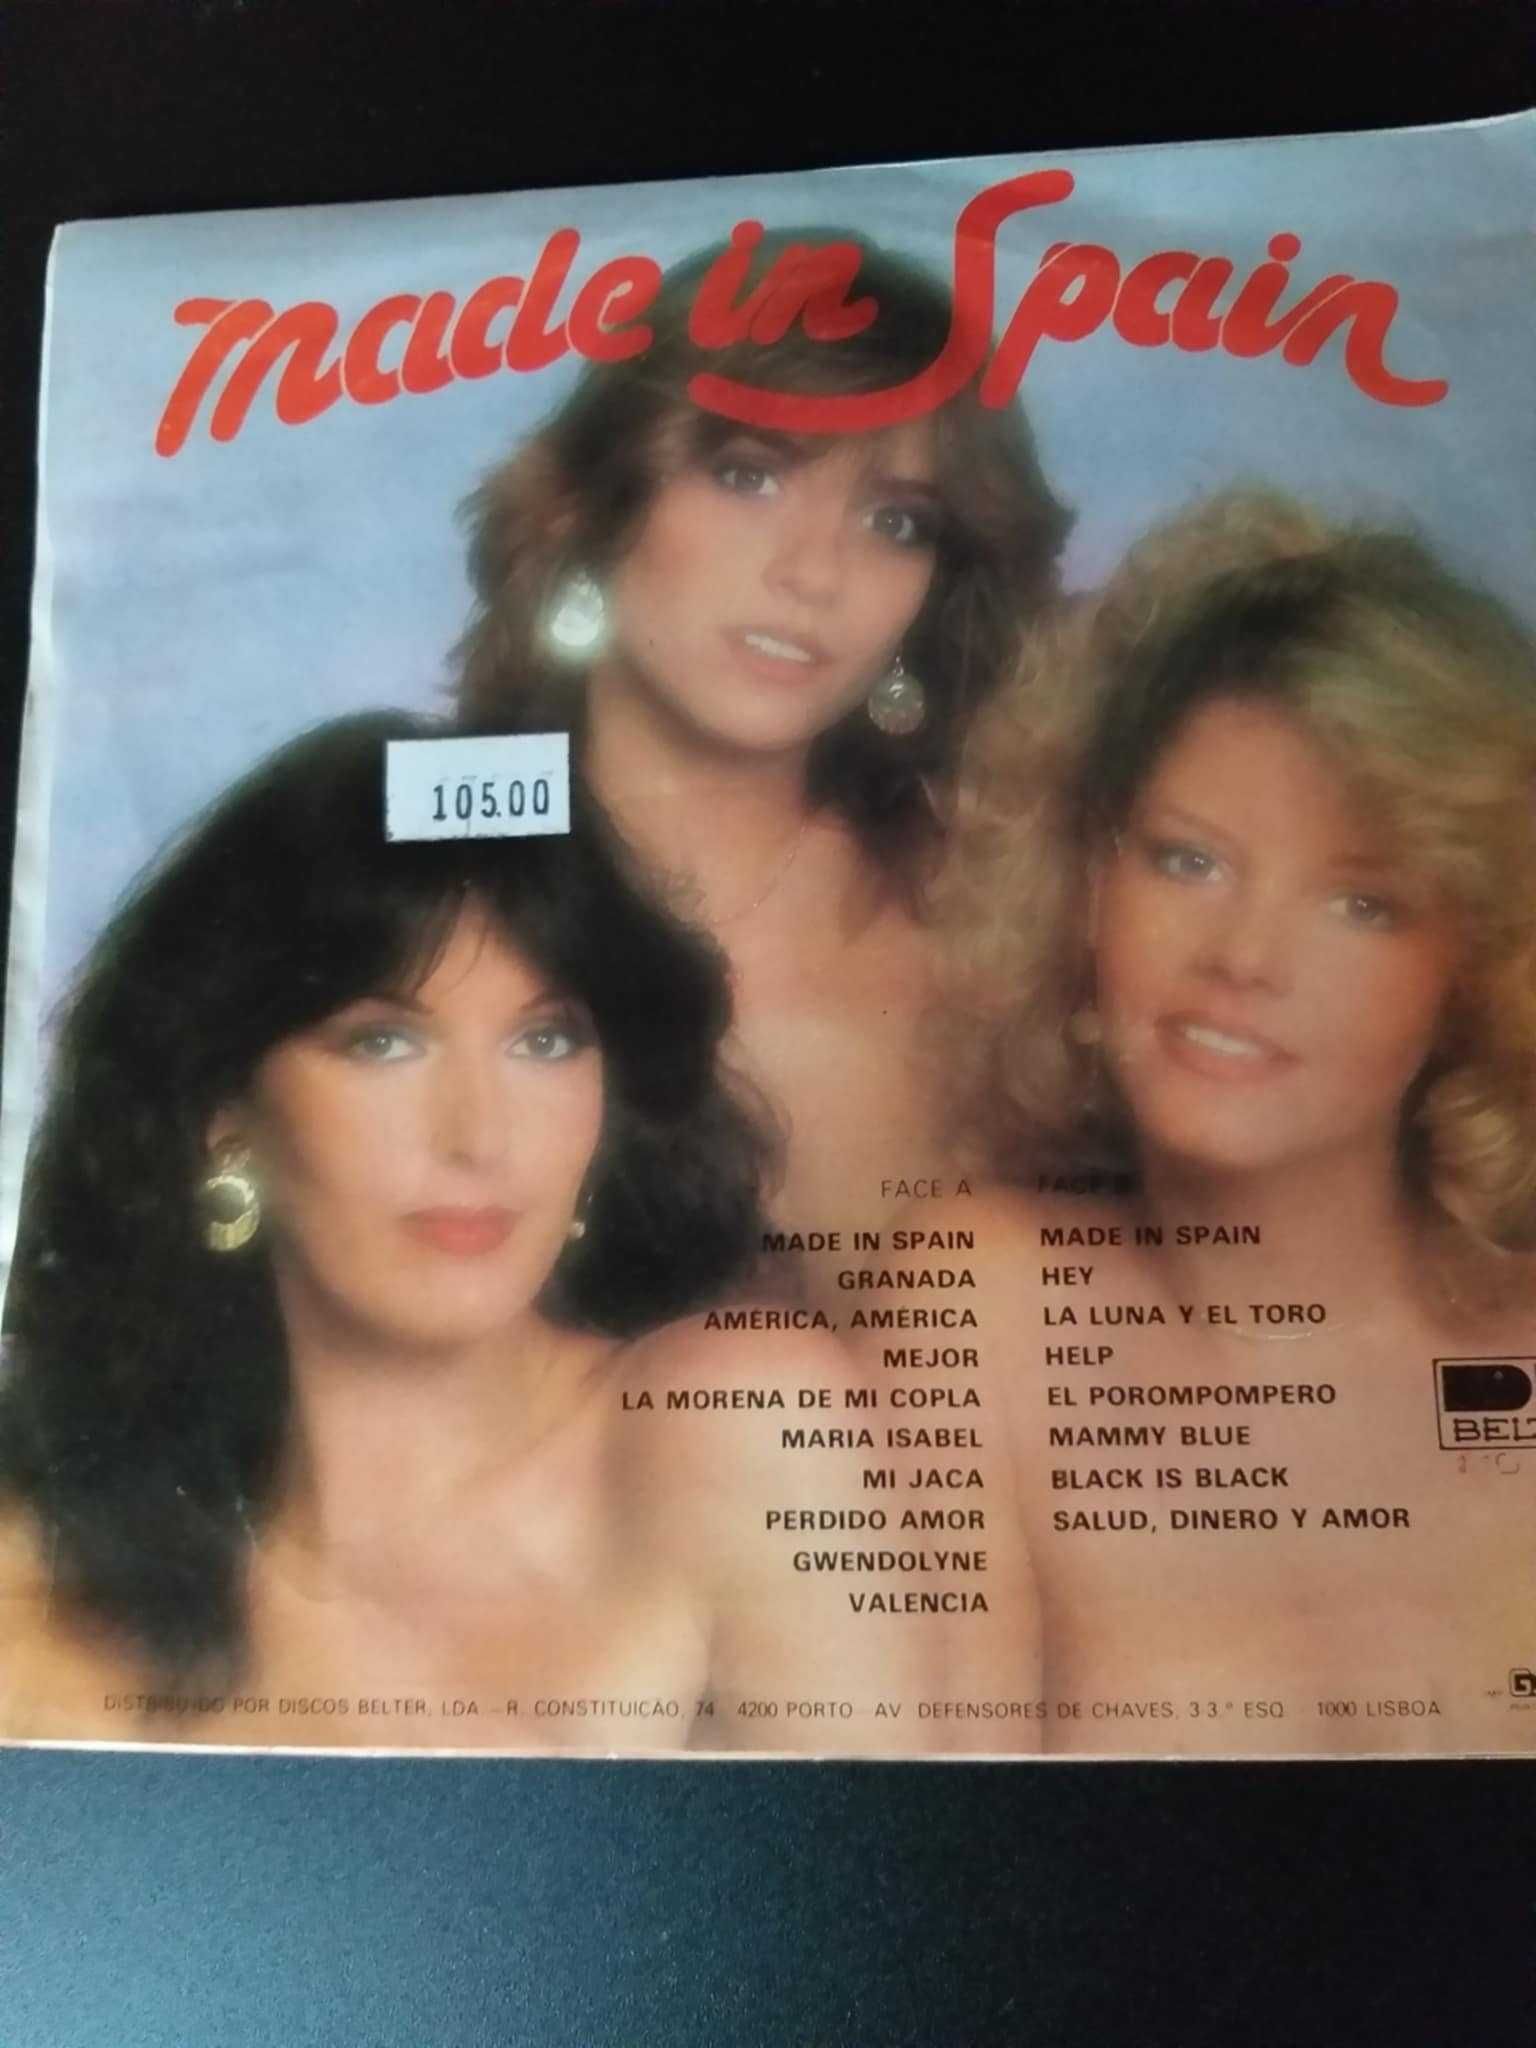 made in Spain
105.00
FACE A
MADE IN SPAIN
GRANADA
AMÉRICA, AMÉRICA
MEJOR
LA MORENA DE MI COPLA
MARIA ISABEL
MI JACA
PERDIDO AMOR
GWENDOLYNE
VALENCIA
FACE B
MADE IN SPAIN
HEY
LA LUNA Y EL TORO
HELP
EL POROMPOMPERO
MAMMY BLUE
BLACK IS BLACK
SALUD, DINERO Y AMOR
DISTRIBUIDO POR DISCOS BELTER, LDA - R. CONSTITUICAO, 74 4200 PORTO AV DEFENSORES DE CHAVES, 3 3.º ESQ 1000 LISBOA